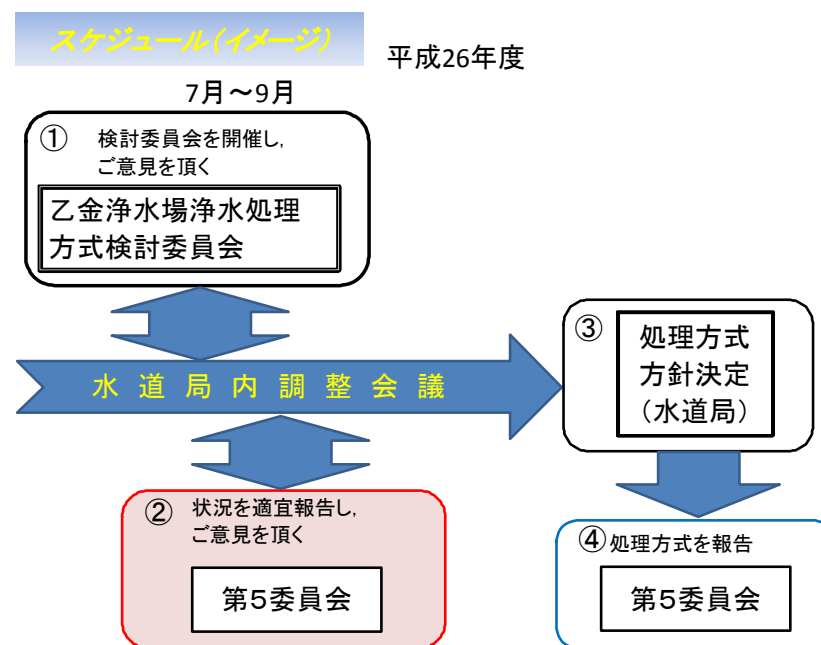 スケジュール(イメージ)
平成26年度
7月～9月
① 検討委員会を開催し,
ご意見を頂く
乙金浄水場浄水処理
方式検討委員会
水道局内調整会議
③ 処理方式
方針決定
（水道局）
② 状況を適宜報告し,
ご意見を頂く
第５委員会
④処理方式を報告
第５委員会